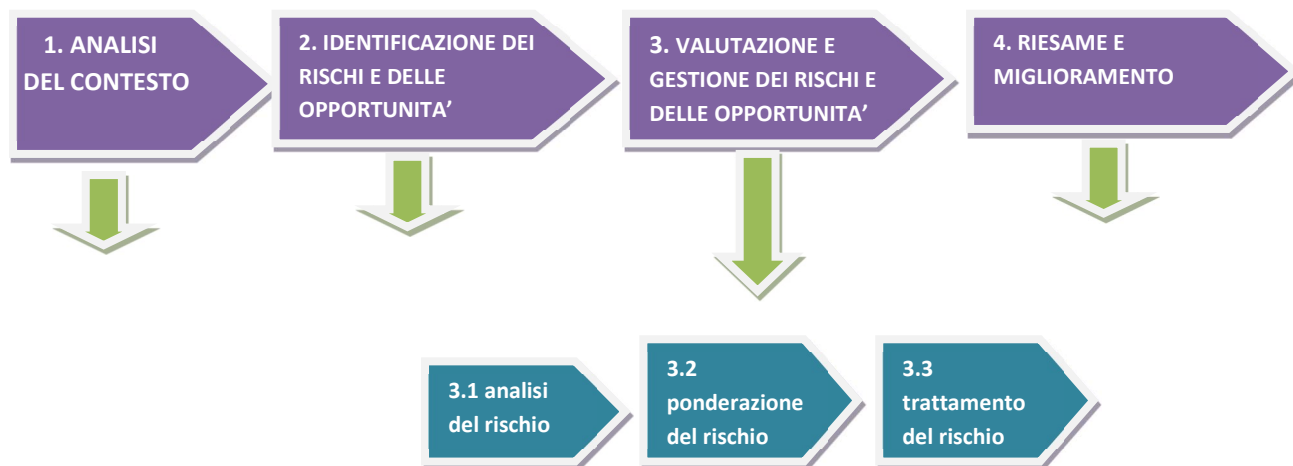 1. ANALISI
DEL CONTESTO
2. IDENTIFICAZIONE DEI
RISCHI E DELLE
OPPORTUNITA’
3. VALUTAZIONE E
GESTIONE DEI RISCHI E
DELLE OPPORTUNITA’
4. RIESAME E
MIGLIORAMENTO
3.1 analisi
del rischio
3.2
ponderazione
del rischio
3.3
trattamento
del rischio